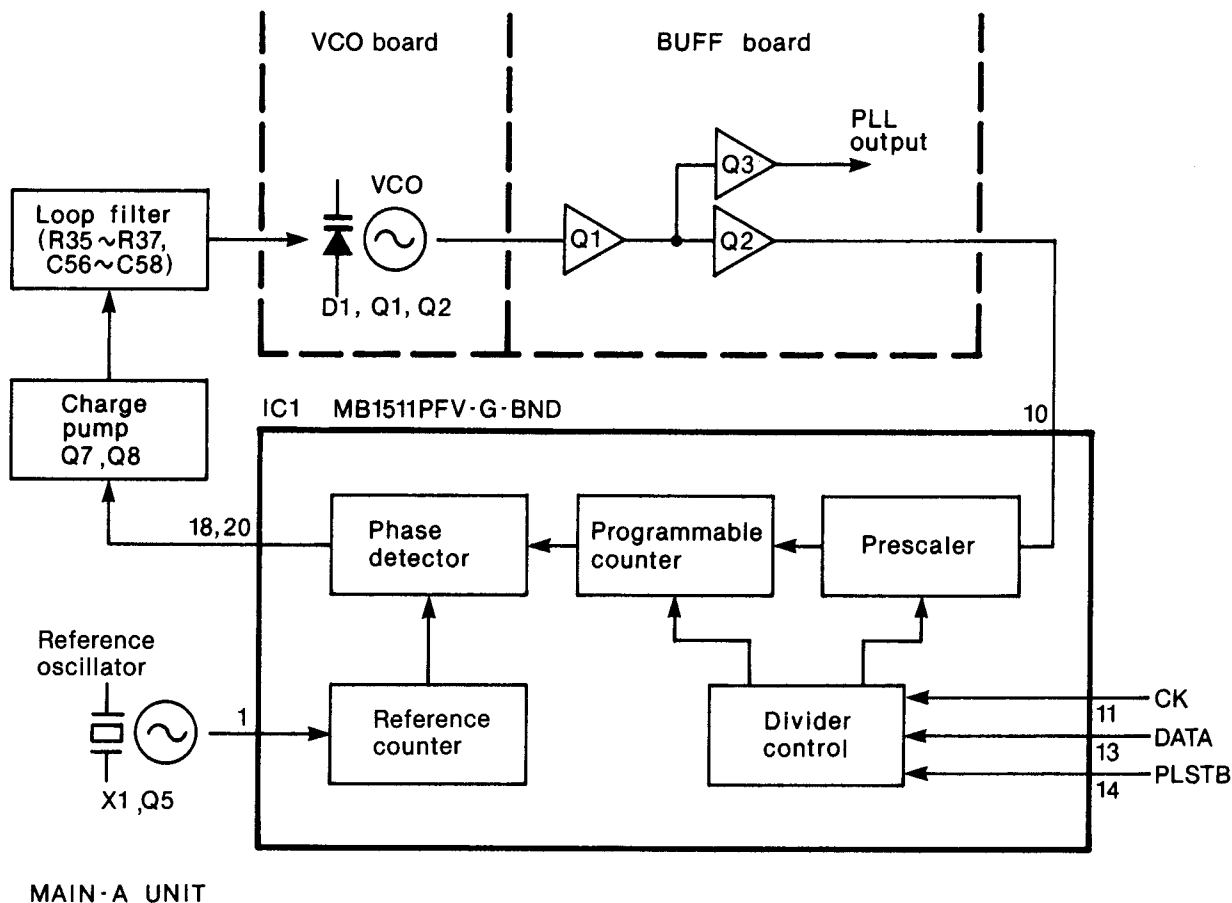 VCO board
BUFF board
PLL
output
Q3
VCO
Loop filter
(R35~R37,
C56~C58)
Q1
Q2
D1, Q1, Q2
Charge
pump
Q7,Q8
IC1 MB1511PFV-G-BND
10
18,20
Phase
detector
Programmable
counter
Prescaler
Reference
oscillator
1
Reference
counter
Divider
control
CK
11
DATA
13
PLSTB
14
X1,Q5
MAIN-A UNIT